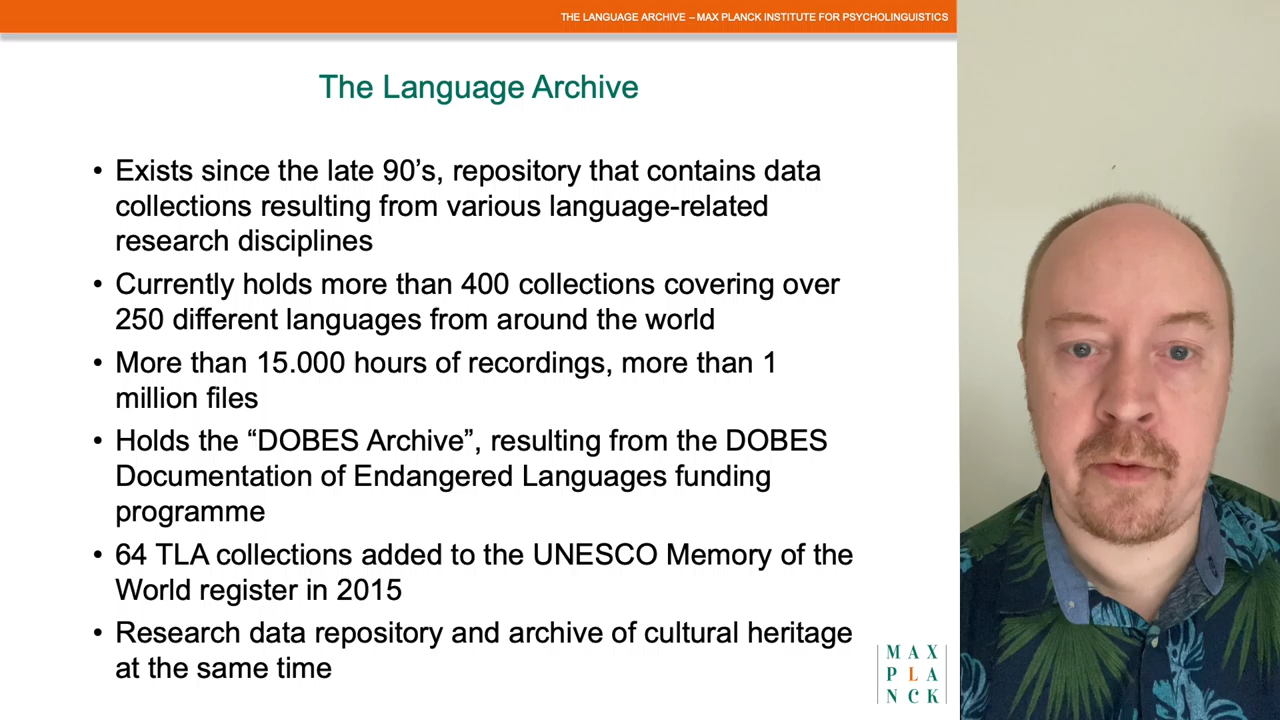 THE LANGUAGE ARCHIVE – MAX PLANCK INSTITUTE FOR PSYCHOLINGUISTICS
The Language Archive
• Exists since the late 90’s, repository that contains data
collections resulting from various language-related
research disciplines
• Currently holds more than 400 collections covering over
250 different languages from around the world
• More than 15.000 hours of recordings, more than 1
million files
• Holds the “DOBES Archive”, resulting from the DOBES
Documentation of Endangered Languages funding
programme
• 64 TLA collections added to the UNESCO Memory of the
World register in 2015
• Research data repository and archive of cultural heritage
at the same time
MAX
PLA
NCK